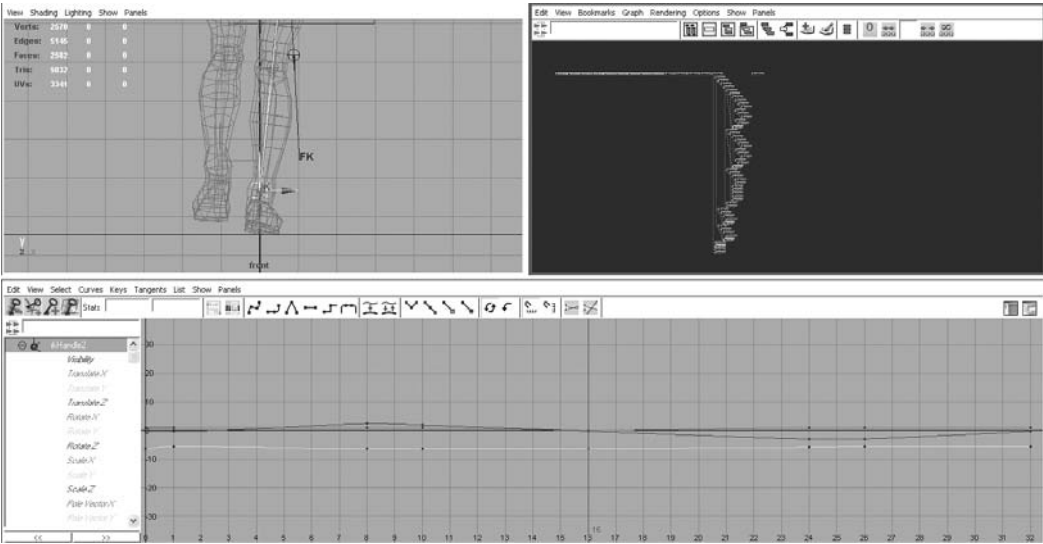 View Shading Lighting Show Panels
Verts: 2578 0 0
Edges: 5145 0 0
Faces: 2582 0 0
Tris: 5032 0 0
UVs: 3341 0 0
FK
Y
front
Edit View Bookmarks Graph Rendering Options Show Panels
0
Edit View Select Curves Keys Tangents List Show Panels
Stats
ikHandle2
Visibility
Translate X
Translate Y
Translate Z
Rotate X
Rotate Y
Rotate Z
Scale X
Scale Y
Scale Z
Pole Vector X
Pole Vector Y
<< >>
30
20
10
0
-10
-20
-30
16
0 1 2 3 4 5 6 7 8 9 10 11 12 13 14 15 16 17 18 19 20 21 22 23 24 25 26 27 28 29 30 31 32